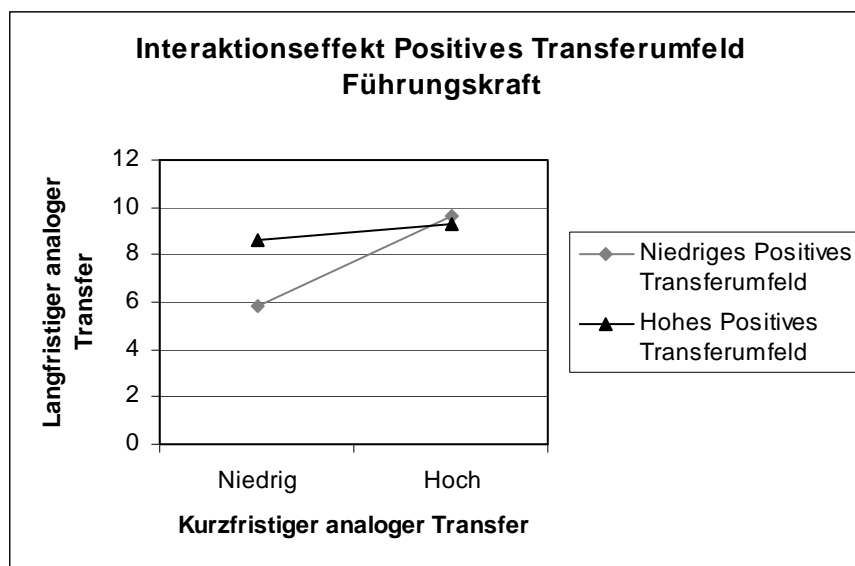 Interaktionseffekt Positives Transferumfeld
Führungskraft
Langfristiger analoger
Transfer
12
10
8
6
4
2
0
Niedrig
Hoch
Kurzfristiger analoger Transfer
Niedriges Positives
Transferumfeld
Hohes Positives
Transferumfeld